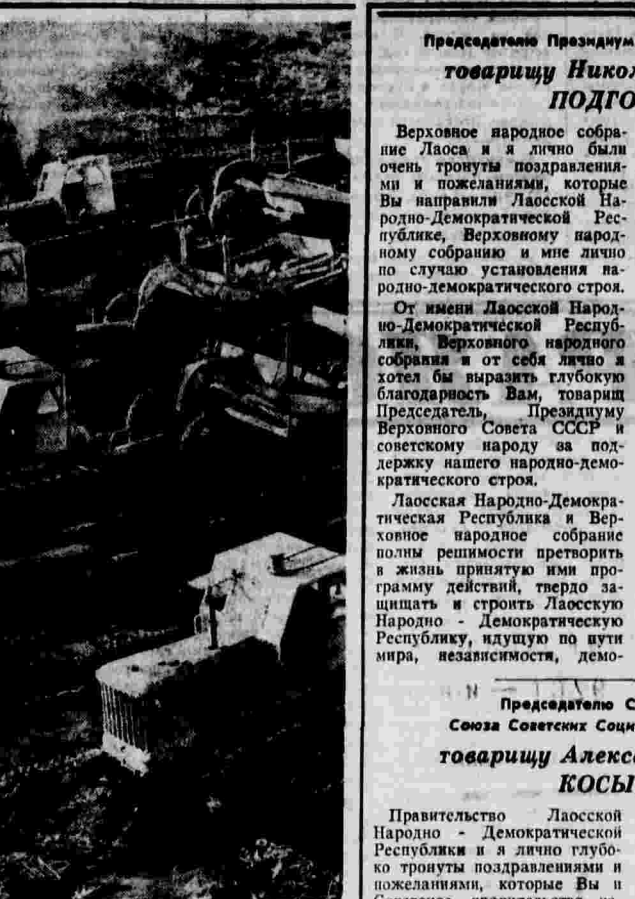 Председателю Президиум
товарищу Никол
ПОДГО
Верховное народное собра-
ние Лаоса и я лично были
очень тронуты поздравления-
ми и пожеланиями, которые
Вы направили Лаосской На-
родно-Демократической Рес-
публике, Верховному народ-
ному собранию и мне лично
по случаю установления на-
родно-демократического строя.
От имени Лаосской Народ-
но-Демократической Респуб-
лики, Верховного народного
собрания и от себя лично я
хотел бы выразить глубокую
благодарность Вам, товарищ
Председатель, Президиуму
Верховного Совета СССР и
советскому народу за под-
держку нашего народно-демо-
кратического строя.
Лаосская Народно-Демокра-
тическая Республика и Вер-
ховное народное собрание
полны решимости претворить
в жизнь принятую ими про-
грамму действий, твердо за-
щищать и строить Лаосскую
Народно - Демократическую
Республику, идущую по пути
мира, независимости, демо-
Председателю С
Союза Советских Соци
товарищу Алекс
КОСЫ
Правительство Лаосской
Народно - Демократической
Республики и я лично глубо-
ко тронуты поздравлениями и
пожеланиями, которые Вы и